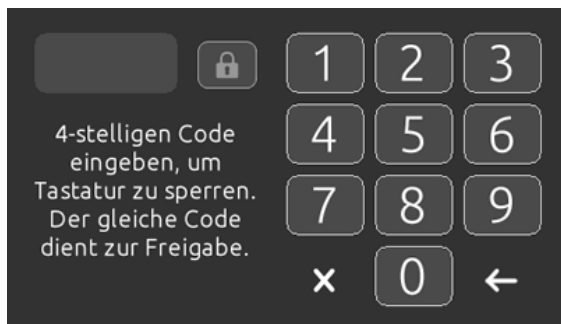 4-stelligen Code
eingeben, um
Tastatur zu sperren.
Der gleiche Code
dient zur Freigabe.
1 2 3
4 5 6
7 8 9
x 0 ←